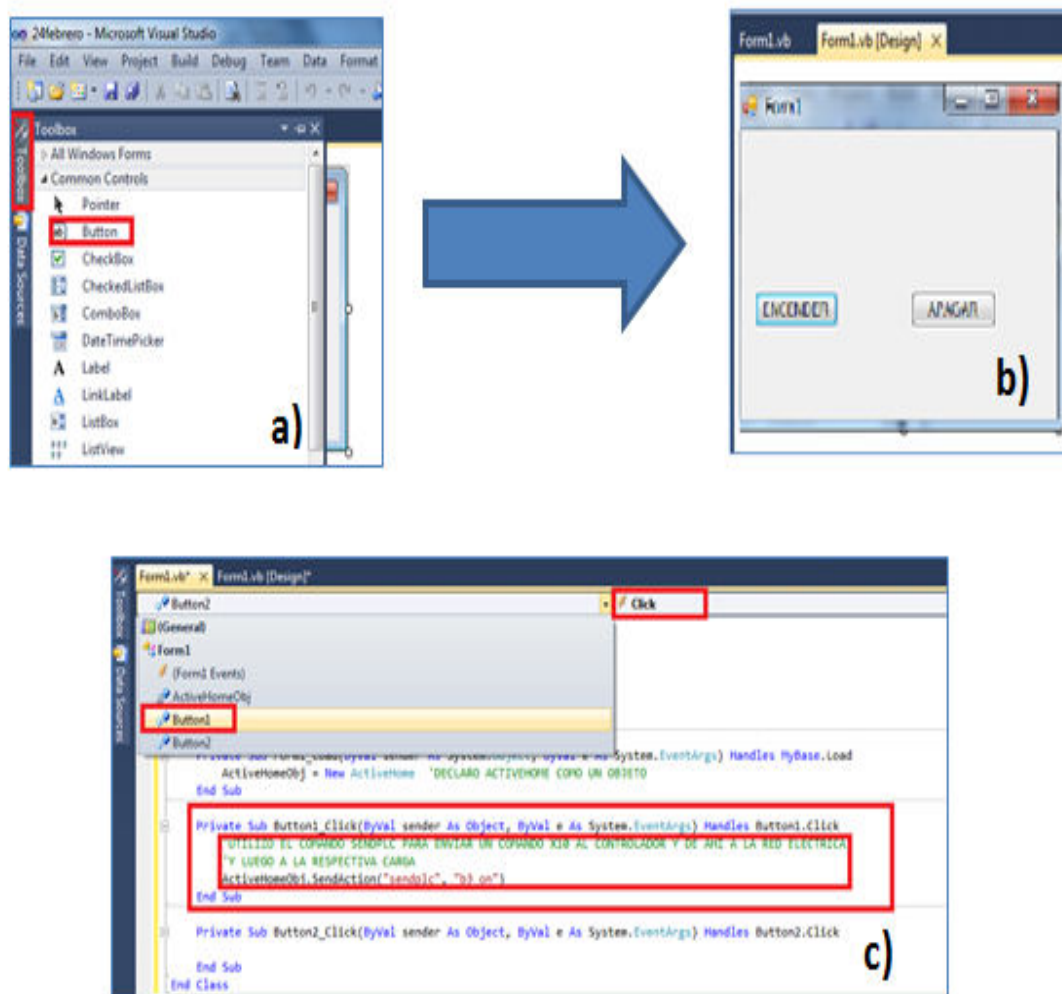 24febrero - Microsoft Visual Studio
File Edit View Project Build Debug Team Data Format
Toolbox
All Windows Forms
Common Controls
Pointer
Button
CheckBox
CheckedListBox
ComboBox
DateTimePicker
Label
LinkLabel
ListBox
ListView
Toolbox
Data Sources
a)
Form1.vb Form1.vb [Design]
Form1
ENCENDER APAGAR
b)
Form1.vb* Form1.vb [Design]*
Button2 Click
(General)
Form1
(Form1 Events)
ActiveHomeObj
Button1
Button2
Toolbox
Data Sources
Private Sub Form1_Load(ByVal sender As System.Object, ByVal e As System.EventArgs) Handles MyBase.Load
ActiveHomeObj = New ActiveHome 'DECLARO ACTIVEHOME COMO UN OBJETO
End Sub
Private Sub Button1_Click(ByVal sender As Object, ByVal e As System.EventArgs) Handles Button1.Click
'UTILIZO EL COMANDO SENDPLC PARA ENVIAR UN COMANDO X10 AL CONTROLADOR Y DE AHI A LA RED ELECTRICA
'Y LUEGO A LA RESPECTIVA CARGA
ActiveHomeObj.SendAction("sendplc", "b3 on")
End Sub
Private Sub Button2_Click(ByVal sender As Object, ByVal e As System.EventArgs) Handles Button2.Click
End Sub
End Class
c)